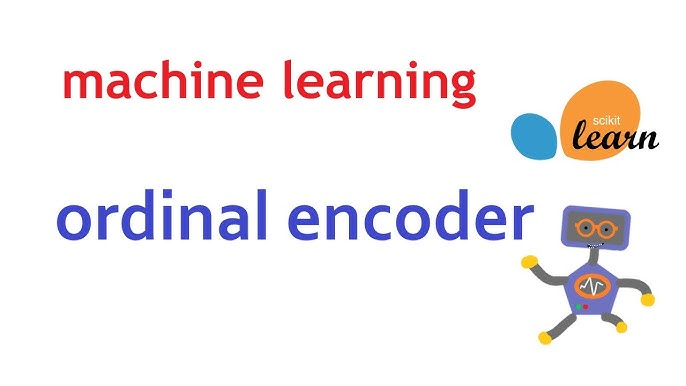 machine learning
scikit
learn
ordinal encoder